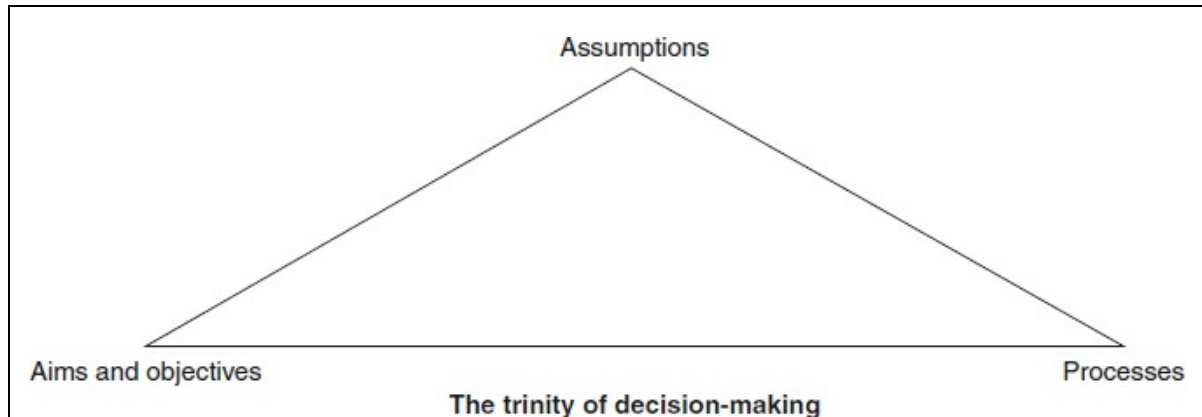 Assumptions
Aims and objectives
Processes
The trinity of decision-making